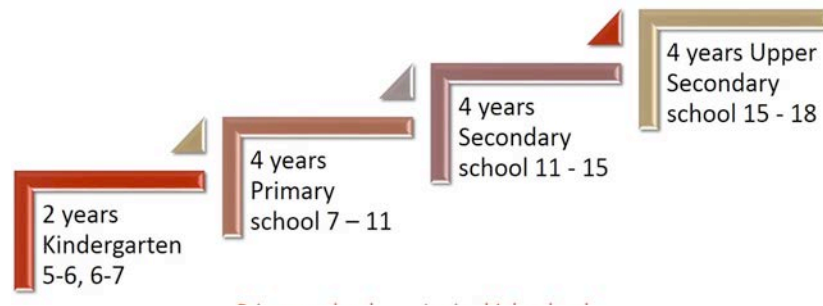 2 years
Kindergarten
5-6, 6-7
4 years
Primary
school 7 – 11
4 years
Secondary
school 11 - 15
4 years Upper
Secondary
school 15 - 18